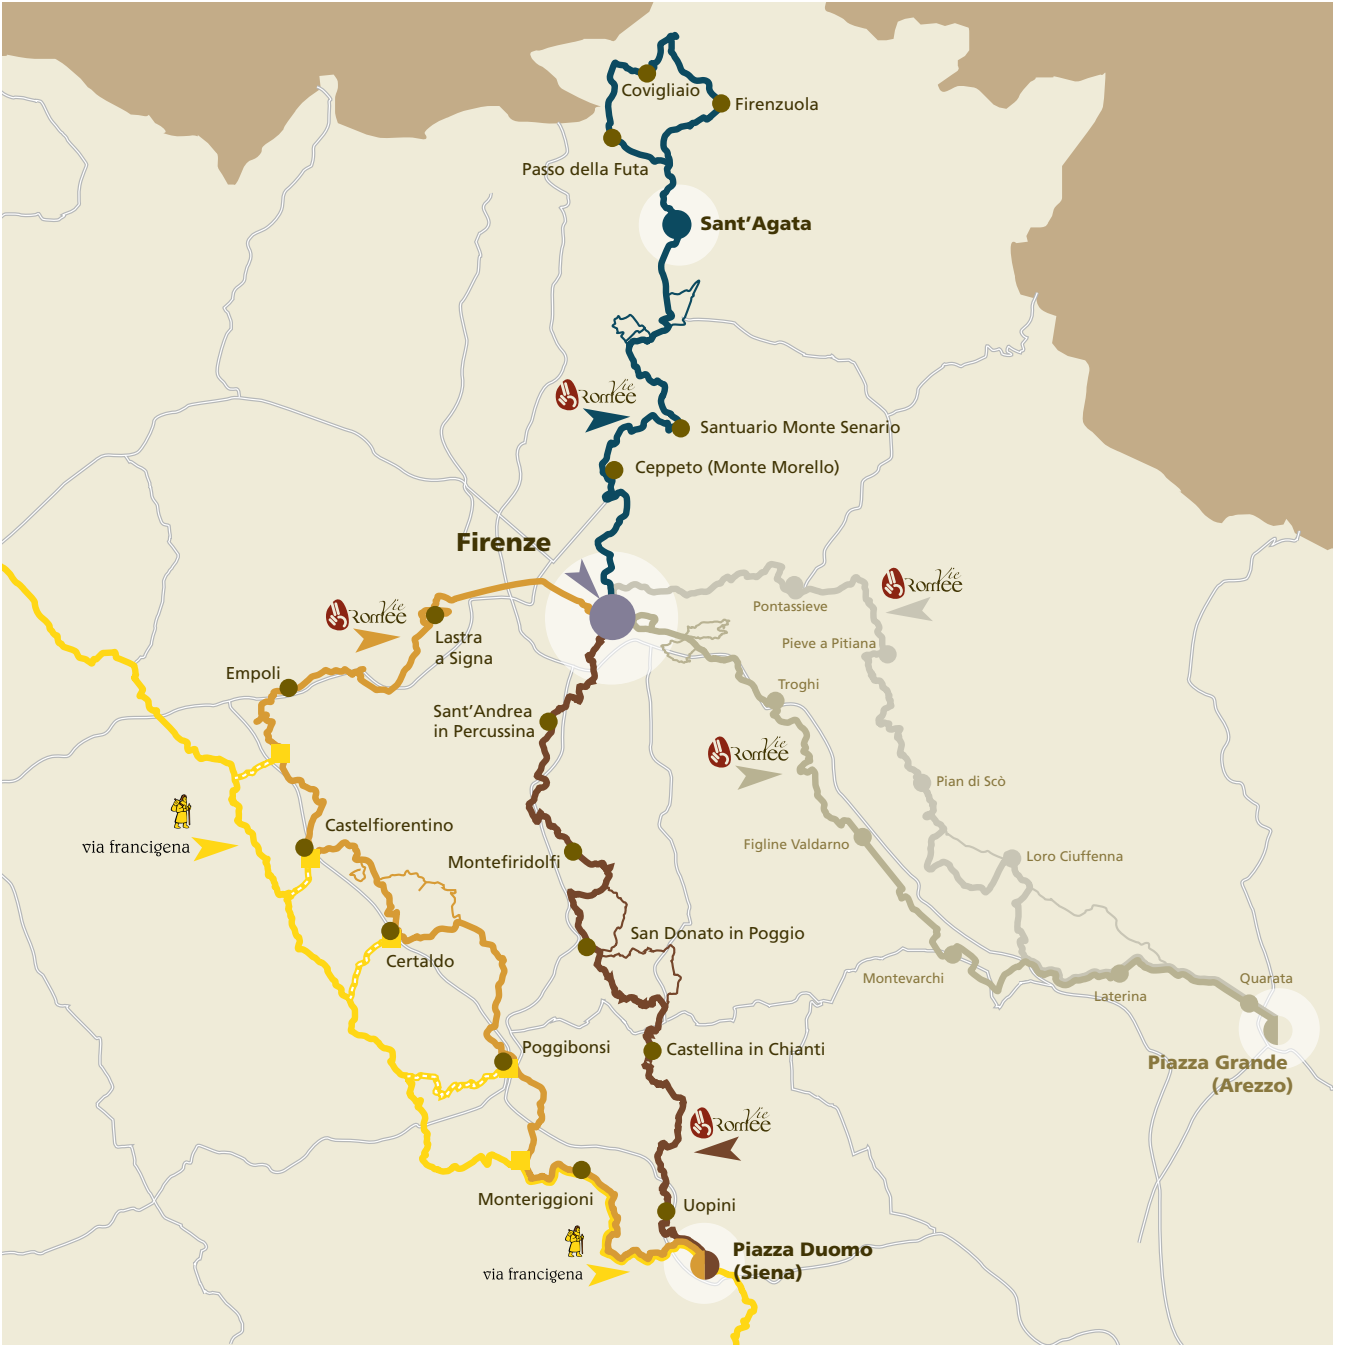 Covigliaio
Firenzuola
Passo della Futa
Sant'Agata
Vie
Romee
Santuario Monte Senario
Ceppeto (Monte Morello)
Firenze
Vie
Romee
Pontassieve
Vie
Romee
Lastra
a Signa
Pieve a Pitiana
Empoli
Troghi
Sant'Andrea
in Percussina
Vie
Romee
Pian di Scò
via francigena
Castelfiorentino
Figline Valdarno
Montefiridolfi
Loro Ciuffenna
San Donato in Poggio
Certaldo
Montevarchi
Quarata
Laterina
Poggibonsi
Castellina in Chianti
Piazza Grande
(Arezzo)
Vie
Romee
Monteriggioni
Uopini
Piazza Duomo
(Siena)
via francigena